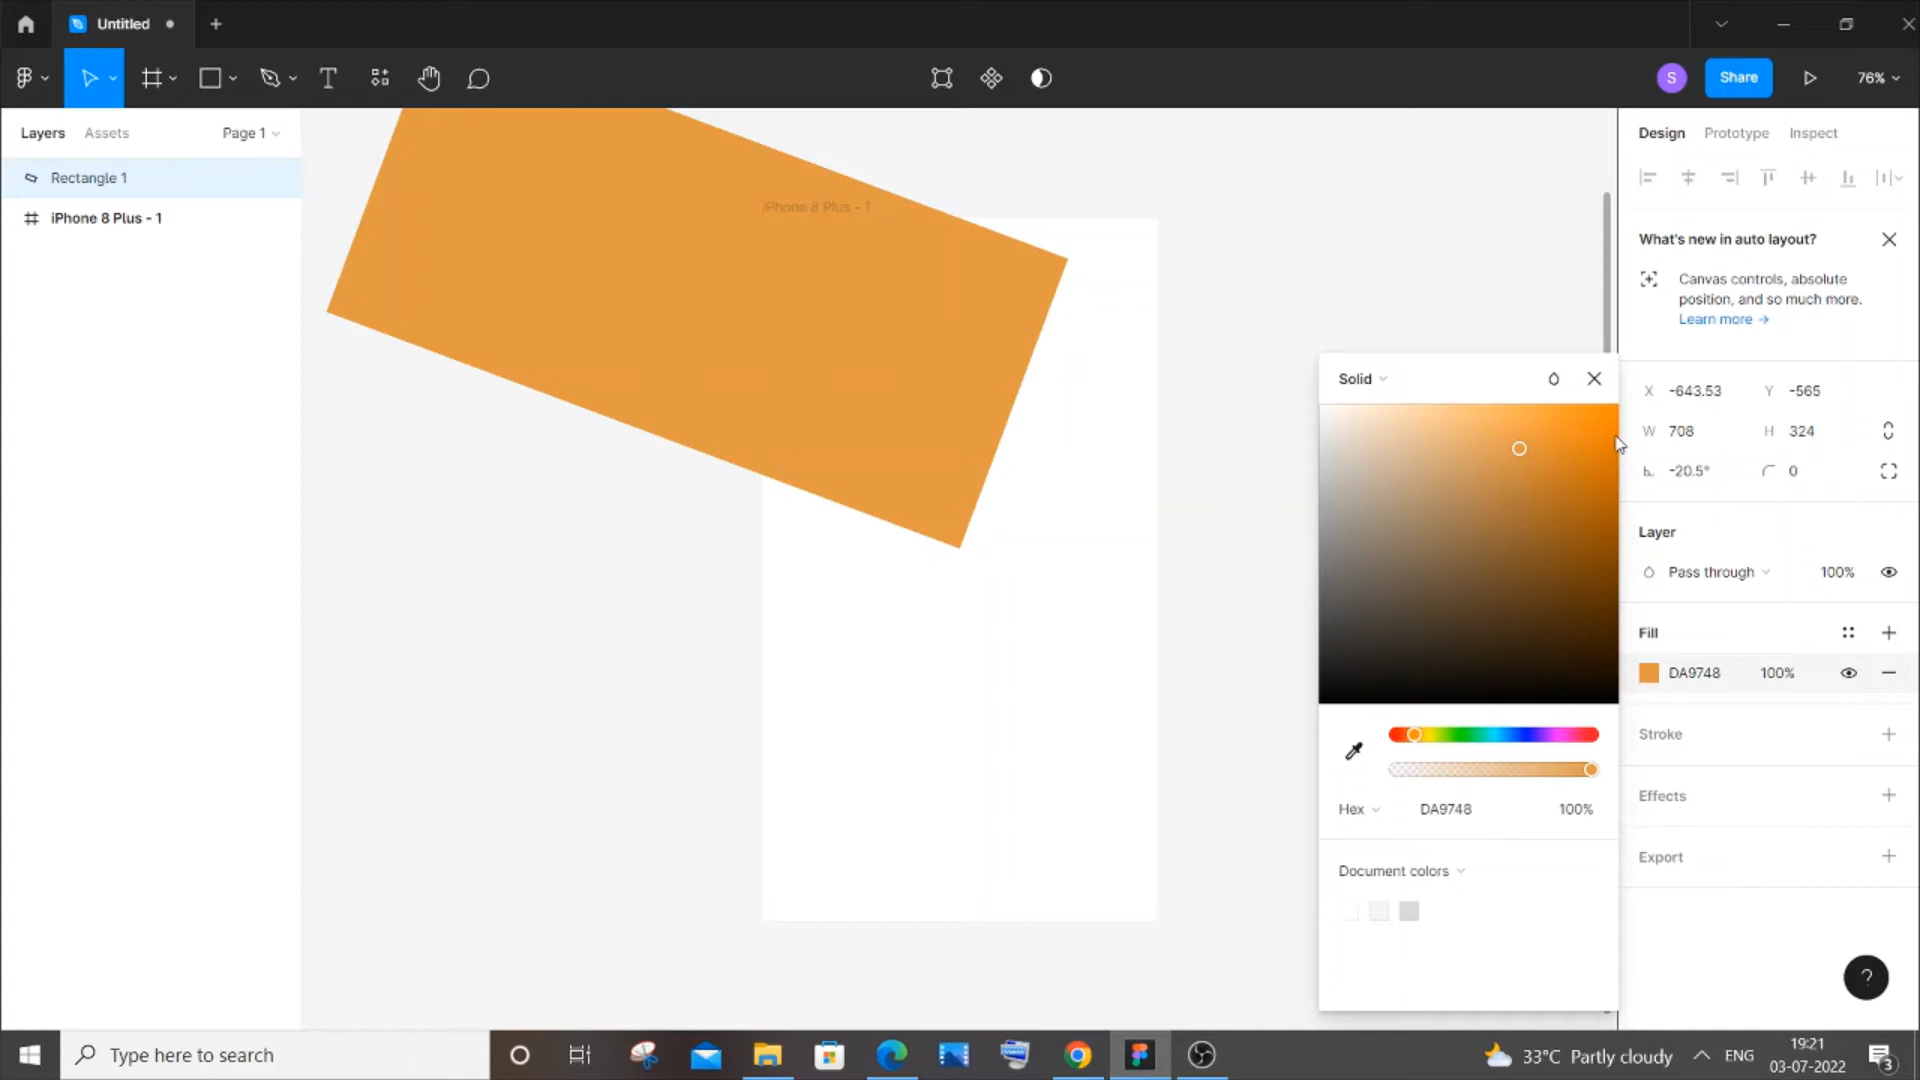 Untitled
S
Share
76%
Layers
Assets
Page 1
Design
Prototype
Inspect
Rectangle 1
iPhone 8 Plus - 1
iPhone 8 Plus - 1
What's new in auto layout?
Canvas controls, absolute
position, and so much more.
Learn more →
Solid
X -643.53
Y -565
W 708
H 324
-20.5°
0
Layer
Pass through
100%
Fill
DA9748
100%
Stroke
Effects
Hex
DA9748
100%
Export
Document colors
?
Type here to search
33°C Partly cloudy
ENG
19:21
03-07-2022
3